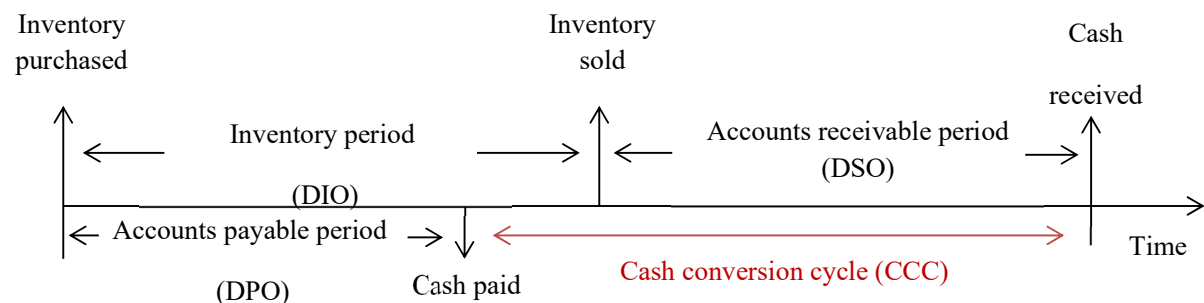 Inventory
purchased
Inventory
sold
Cash
received
Inventory period
(DIO)
Accounts receivable period
(DSO)
Accounts payable period
(DPO)
Cash paid
Cash conversion cycle (CCC)
Time